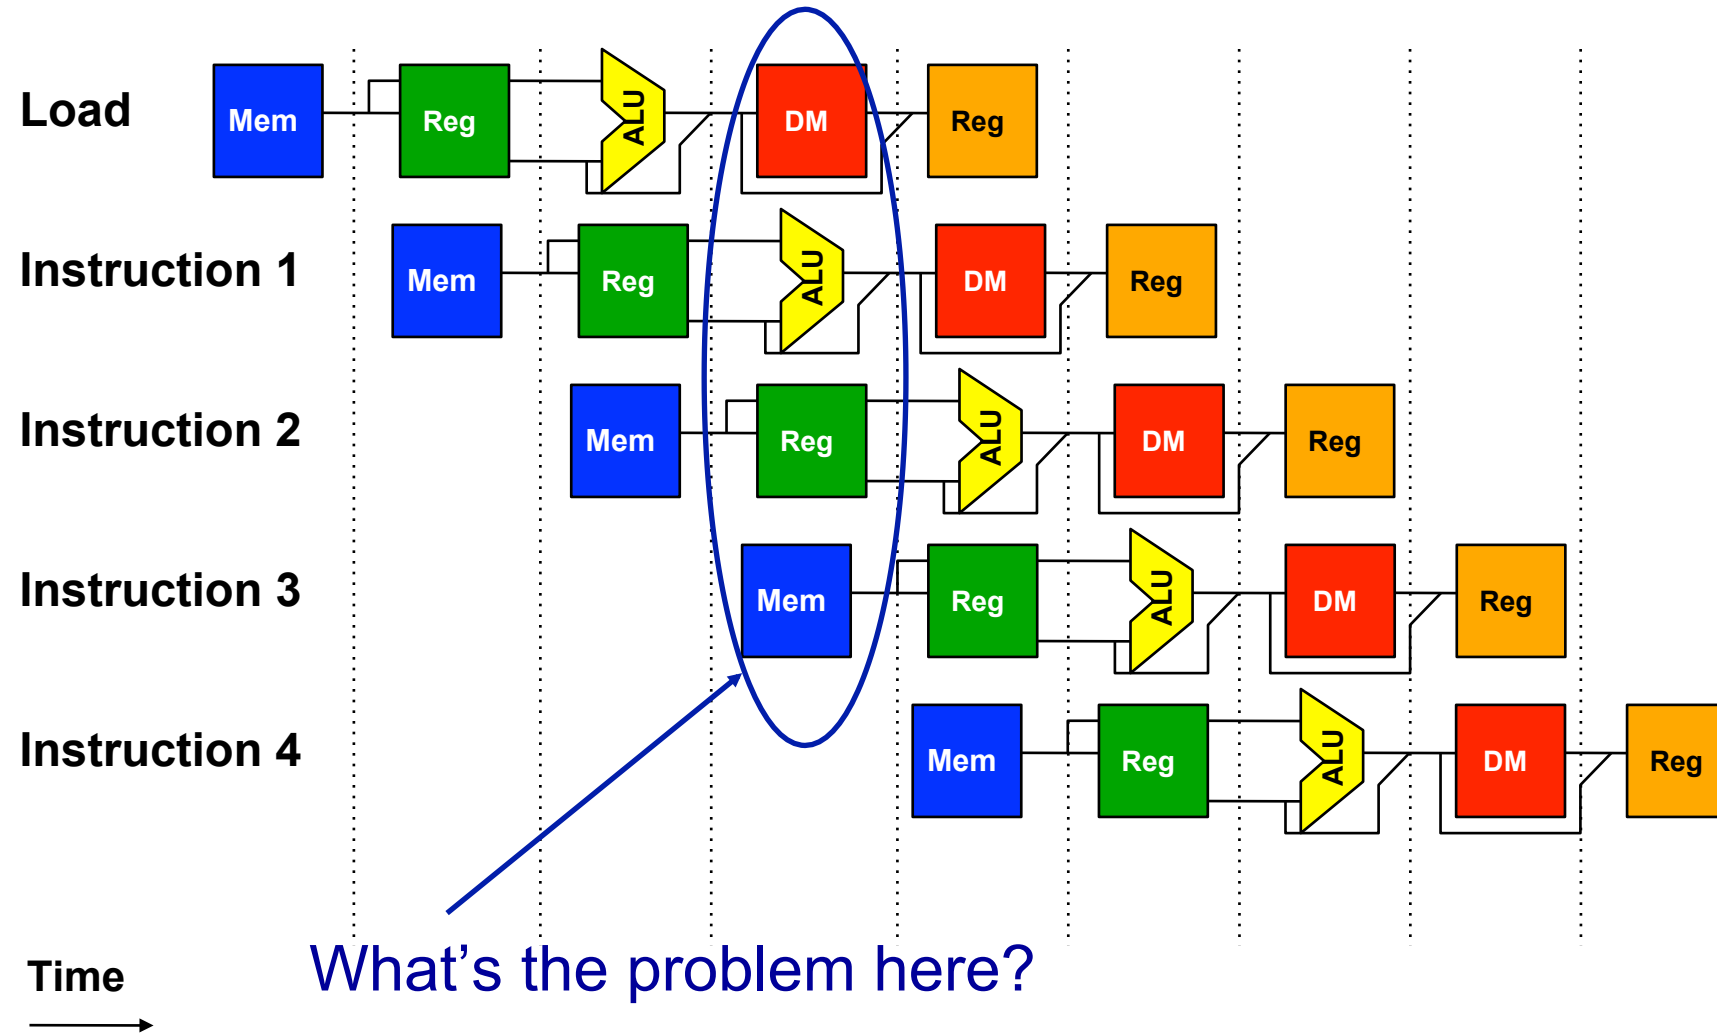 Load Mem Reg ALU DM Reg
Instruction 1 Mem Reg ALU DM Reg
Instruction 2 Mem Reg ALU DM Reg
Instruction 3 Mem Reg ALU DM Reg
Instruction 4 Mem Reg ALU DM Reg
Time
What's the problem here?